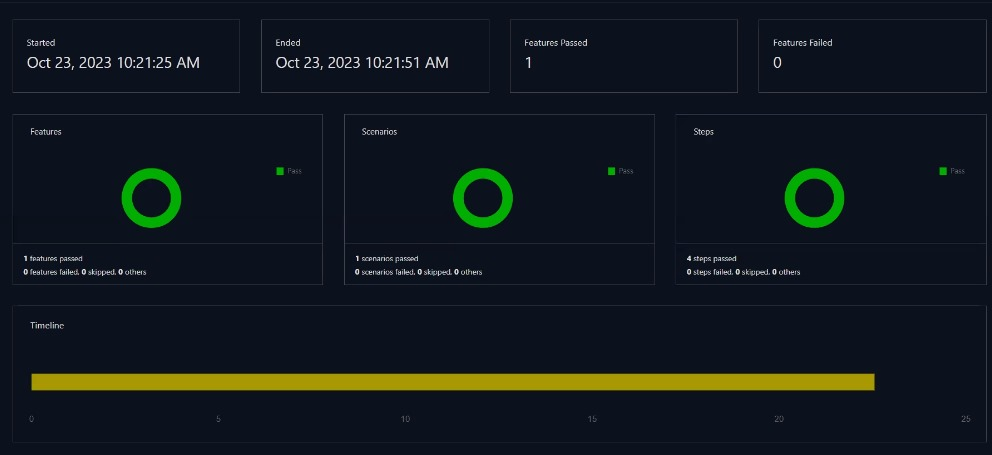 Started
Oct 23, 2023 10:21:25 AM
Ended
Oct 23, 2023 10:21:51 AM
Features Passed
1
Features Failed
0
Features
Pass
1 features passed
0 features failed, 0 skipped, 0 others
Scenarios
Pass
1 scenarios passed
0 scenarios failed, 0 skipped, 0 others
Steps
Pass
4 steps passed
0 steps failed, 0 skipped, 0 others
Timeline
0 5 10 15 20 25